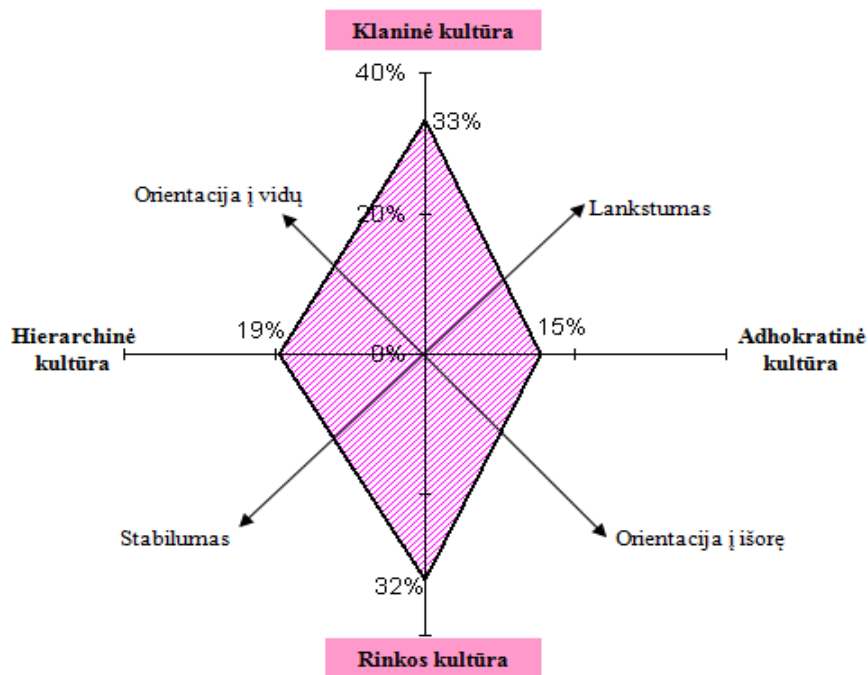 Klaninė kultūra
40%
33%
Orientacija į vidų
20%
Lankstumas
Hierarchinė
kultūra
19%
0%
15%
Adhokratinė
kultūra
Stabilumas
Orientacija į išorę
32%
Rinkos kultūra